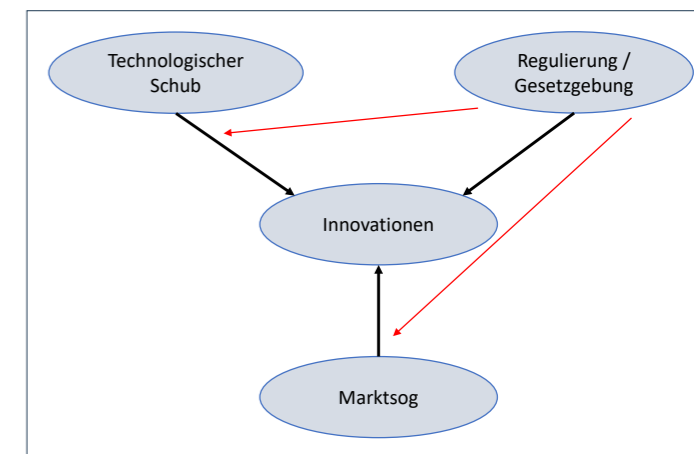 Technologischer
Schub
Regulierung /
Gesetzgebung
Innovationen
Marktsog